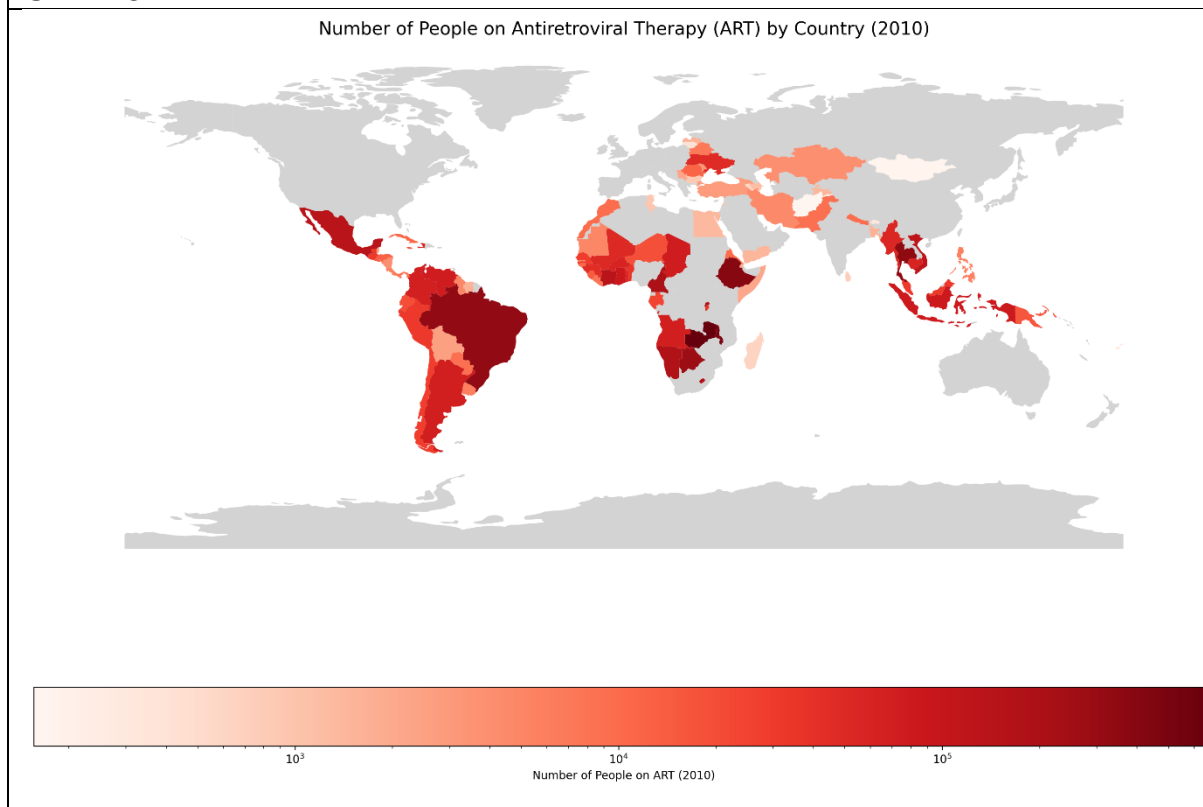 Number of People on Antiretroviral Therapy (ART) by Country (2010)
10³
10⁴
10⁵
Number of People on ART (2010)